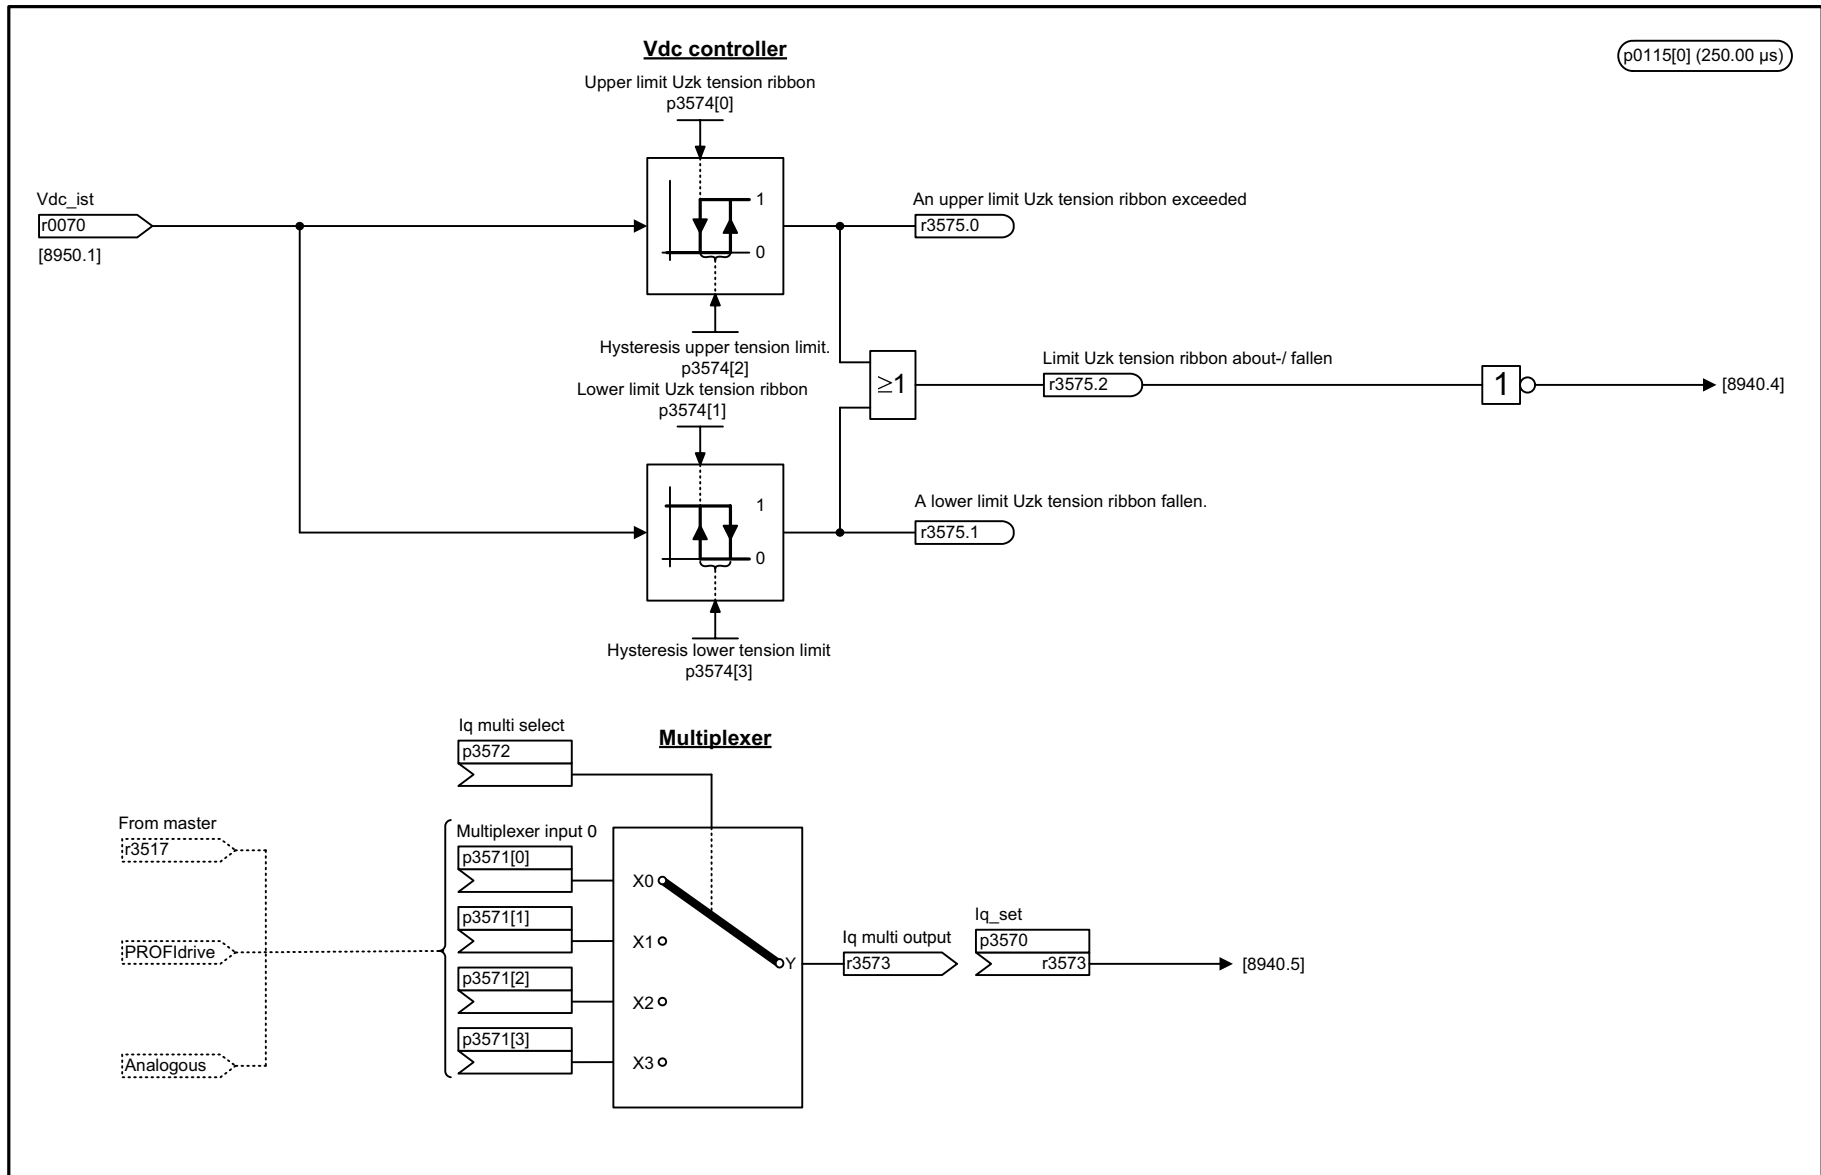 Vdc controller
p0115[0] (250.00 µs)
Upper limit Uzk tension ribbon
p3574[0]
Vdc_ist
r0070
[8950.1]
1
0
An upper limit Uzk tension ribbon exceeded
r3575.0
Hysteresis upper tension limit.
p3574[2]
Lower limit Uzk tension ribbon
p3574[1]
≥1
Limit Uzk tension ribbon about-/ fallen
r3575.2
1
[8940.4]
1
0
A lower limit Uzk tension ribbon fallen.
r3575.1
Hysteresis lower tension limit
p3574[3]
Multiplexer
Iq multi select
p3572
From master
r3517
PROFIdrive
Analogous
Multiplexer input 0
p3571[0]
p3571[1]
p3571[2]
p3571[3]
X0
X1
X2
X3
Y
Iq multi output
r3573
Iq_set
p3570
r3573
[8940.5]